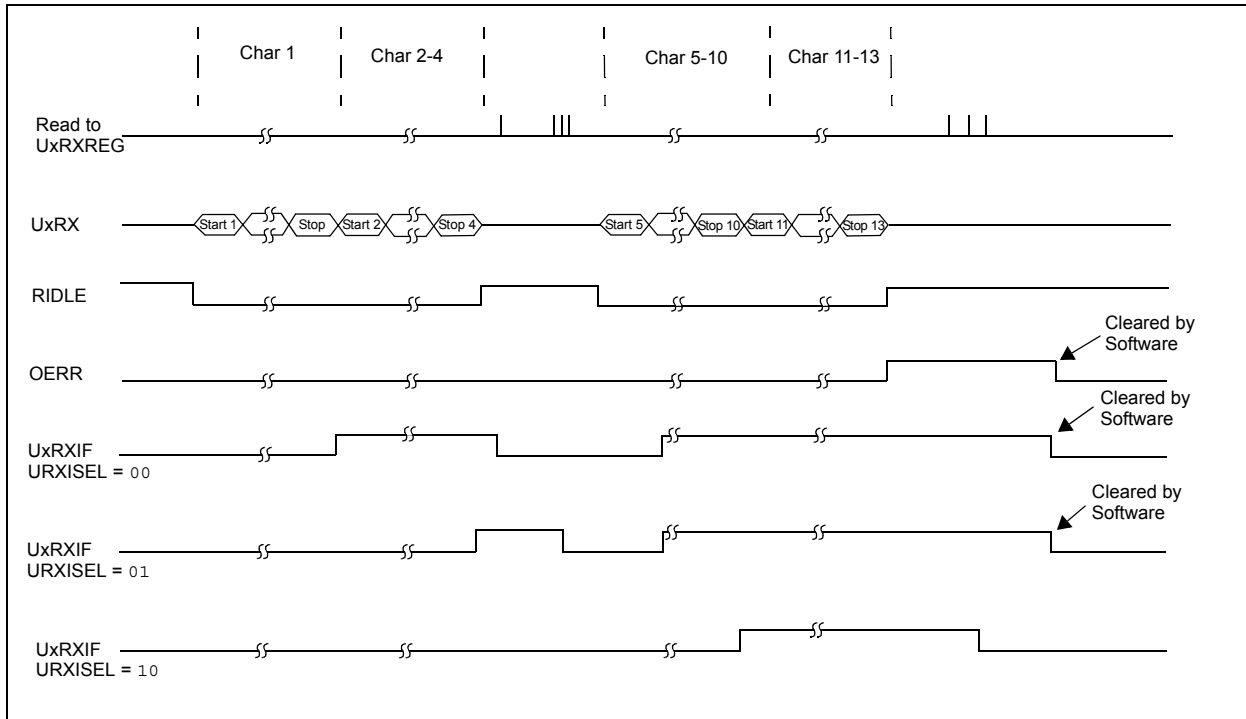 Char 1
Char 2-4
Char 5-10
Char 11-13
Read to
UxRXREG
UxRX
Start 1
Stop
Start 2
Stop 4
Start 5
Stop 10
Start 11
Stop 13
RIDLE
Cleared by
Software
OERR
Cleared by
Software
UxRXIF
URXISEL = 00
Cleared by
Software
UxRXIF
URXISEL = 01
UxRXIF
URXISEL = 10